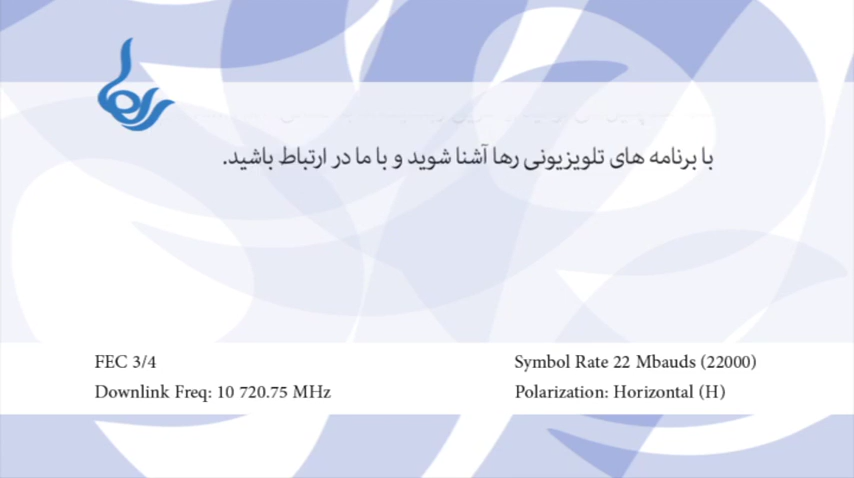 رها
با برنامه های تلویزیونی رها آشنا شوید و با ما در ارتباط باشید.
FEC 3/4
Symbol Rate 22 Mbauds (22000)
Downlink Freq: 10 720.75 MHz
Polarization: Horizontal (H)